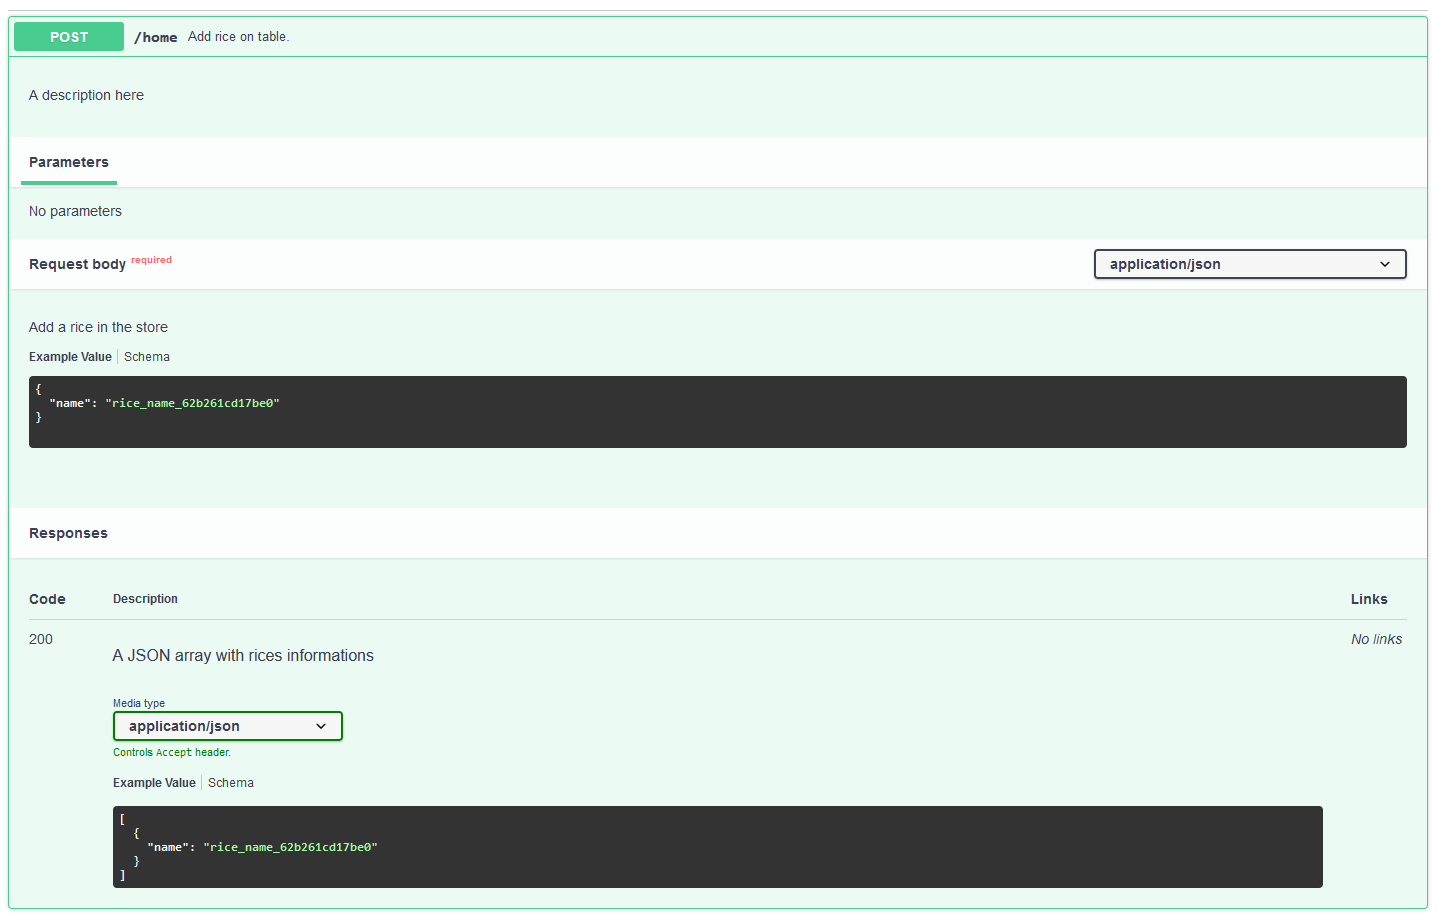 POST /home Add rice on table.
A description here
Parameters
No parameters
Request body required application/json
Add a rice in the store
Example Value Schema
{
  "name": "rice_name_62b261cd17be0"
}
Responses
Code Description Links
200 No links
A JSON array with rices informations
Media type
application/json
Controls Accept header.
Example Value Schema
[
  {
    "name": "rice_name_62b261cd17be0"
  }
]